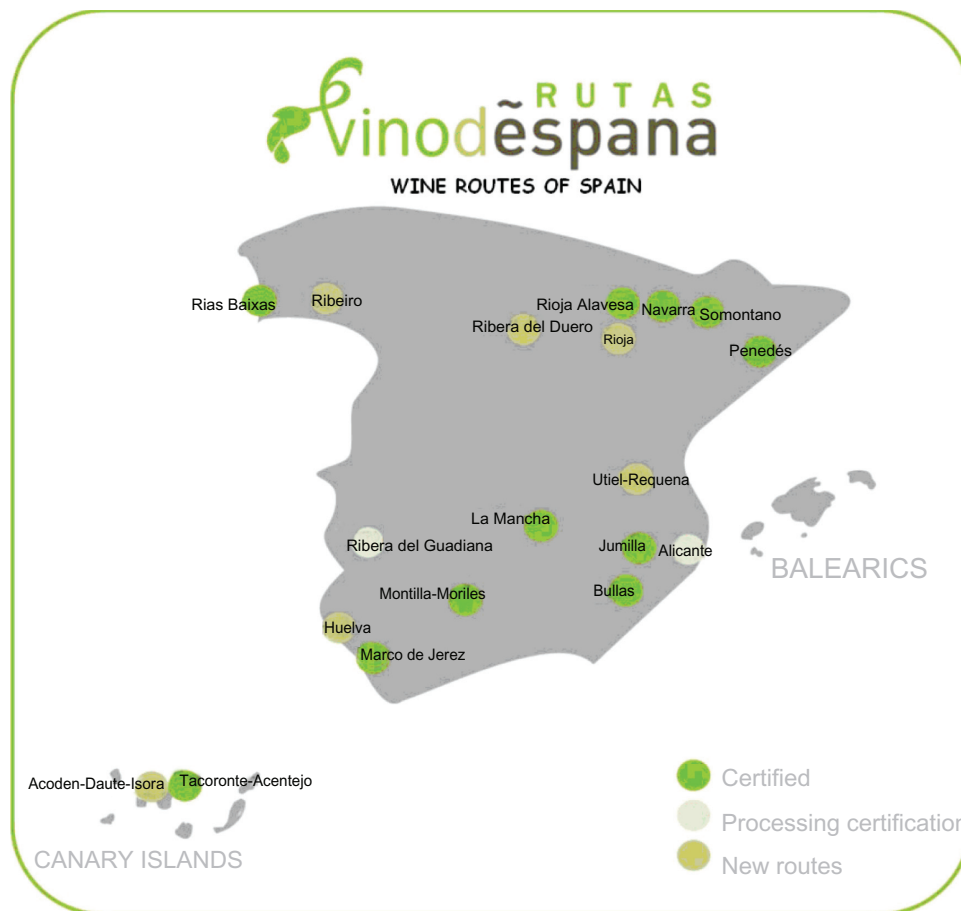 RUTAS
vinodẽspana
WINE ROUTES OF SPAIN
Rias Baixas
Ribeiro
Rioja Alavesa
Navarra
Somontano
Ribera del Duero
Rioja
Penedés
Utiel-Requena
La Mancha
Ribera del Guadiana
Jumilla
Alicante
BALEARICS
Montilla-Moriles
Bullas
Huelva
Marco de Jerez
Acoden-Daute-Isora
Tacoronte-Acentejo
CANARY ISLANDS
Certified
Processing certification
New routes